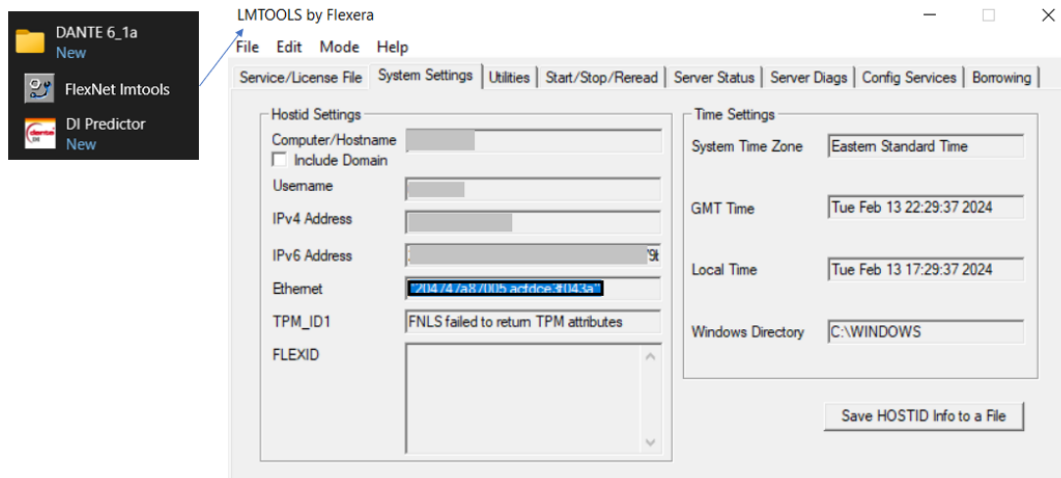 DANTE 6_1a
New
FlexNet lmtools
DI Predictor
New
LMTOOLS by Flexera
File Edit Mode Help
Service/License File System Settings Utilities Start/Stop/Reread Server Status Server Diags Config Services Borrowing
Hostid Settings
Computer/Hostname
Include Domain
Username
IPv4 Address
IPv6 Address
Ethernet
TPM_ID1 FNLS failed to return TPM attributes
FLEXID
Time Settings
System Time Zone Eastern Standard Time
GMT Time Tue Feb 13 22:29:37 2024
Local Time Tue Feb 13 17:29:37 2024
Windows Directory C:\WINDOWS
Save HOSTID Info to a File